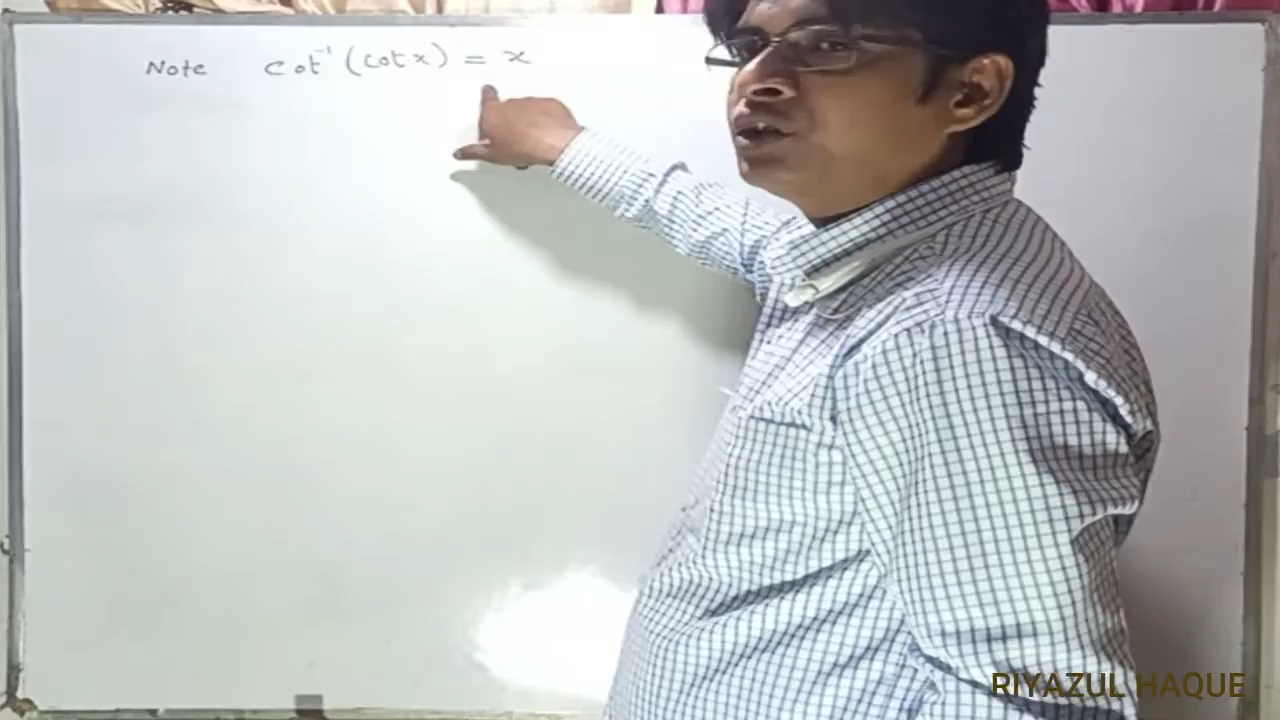 Note cot⁻¹ (cot x) = x
RIYAZUL HAQUE